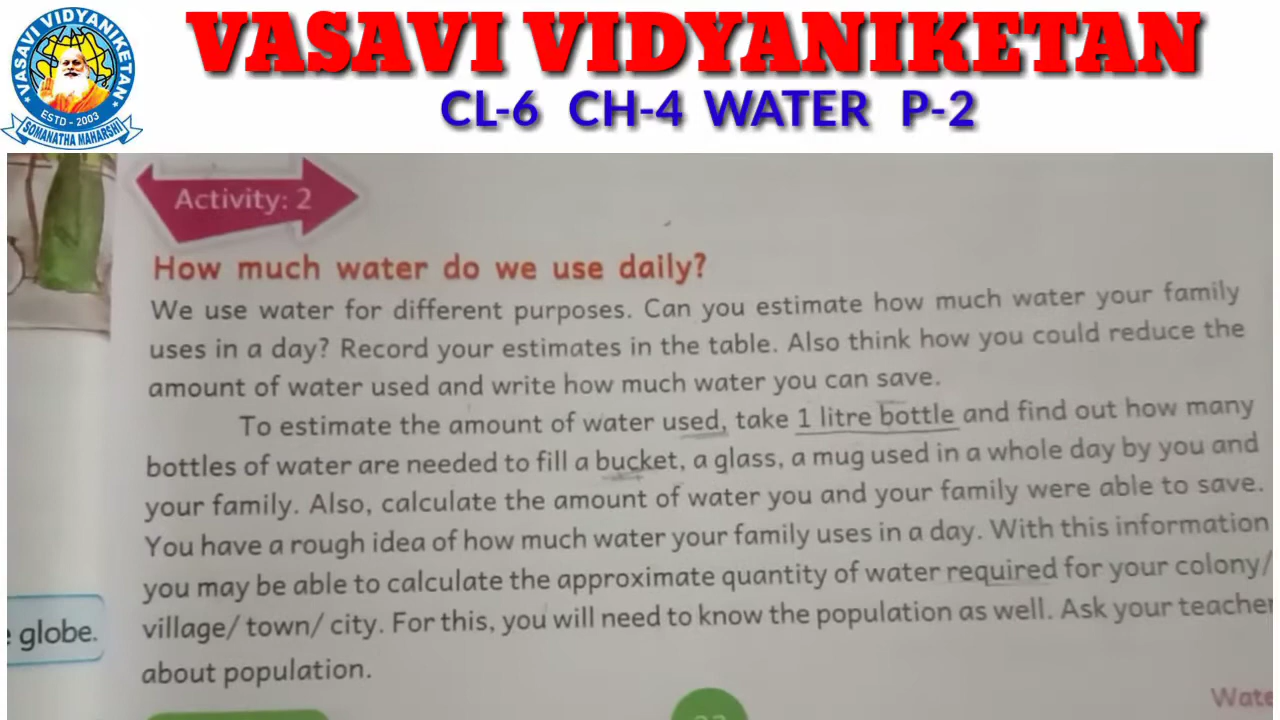 VASAVI VIDYANIKETAN
CL-6 CH-4 WATER P-2
VASAVI VIDYANIKETAN
ESTD - 2003
SOMANATHA MAHARSHI
Activity: 2
How much water do we use daily?
We use water for different purposes. Can you estimate how much water your family
uses in a day? Record your estimates in the table. Also think how you could reduce the
amount of water used and write how much water you can save.
To estimate the amount of water used, take 1 litre bottle and find out how many
bottles of water are needed to fill a bucket, a glass, a mug used in a whole day by you and
your family. Also, calculate the amount of water you and your family were able to save.
You have a rough idea of how much water your family uses in a day. With this information
you may be able to calculate the approximate quantity of water required for your colony/
village/ town/ city. For this, you will need to know the population as well. Ask your teacher
about population.
globe.
Wate